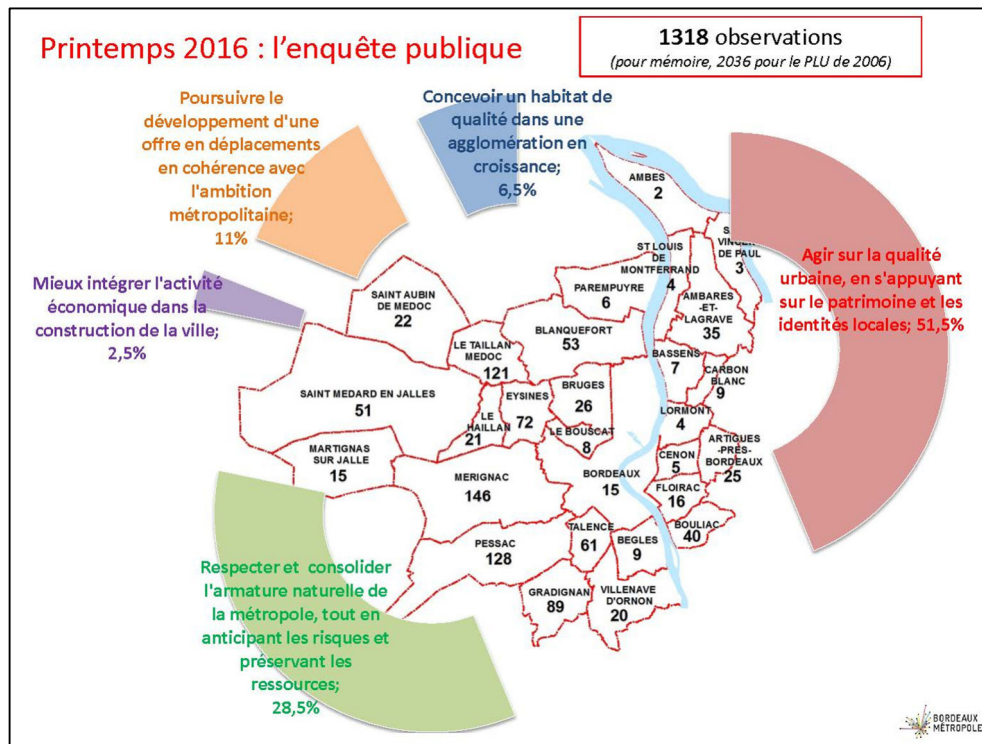 Printemps 2016 : l'enquête publique
1318 observations
(pour mémoire, 2036 pour le PLU de 2006)
Poursuivre le
développement d'une
offre en déplacements
en cohérence avec
l'ambition
métropolitaine;
11%
Concevoir un habitat de
qualité dans une
agglomération en
croissance;
6,5%
Mieux intégrer l'activité
économique dans la
construction de la ville;
2,5%
Agir sur la qualité
urbaine, en s'appuyant
sur le patrimoine et les
identités locales; 51,5%
Respecter et consolider
l'armature naturelle de
la métropole, tout en
anticipant les risques et
préservant les
ressources;
28,5%
AMBES
2
VINCENT
DE PAUL
3
ST LOUIS
DE
MONTFERRAND
4
PAREMPUYRE
6
AMBARES
-ET-
LAGRAVE
35
SAINT AUBIN
DE MEDOC
22
BLANQUEFORT
53
LE TAILLAN
MEDOC
121
BASSENS
7
CARBON
BLANC
9
SAINT MEDARD EN JALLES
51
EYSINES
72
BRUGES
26
LE
HAILLAN
21
LE BOUSCAT
8
LORMONT
4
ARTIGUES
-PRÈS-
BORDEAUX
25
MARTIGNAS
SUR JALLE
15
MERIGNAC
146
BORDEAUX
15
CENON
5
FLOIRAC
16
BOULIAC
40
PESSAC
128
TALENCE
61
BEGLES
9
GRADIGNAN
89
VILLENAVE
D'ORNON
20
BORDEAUX
MÉTROPOLE